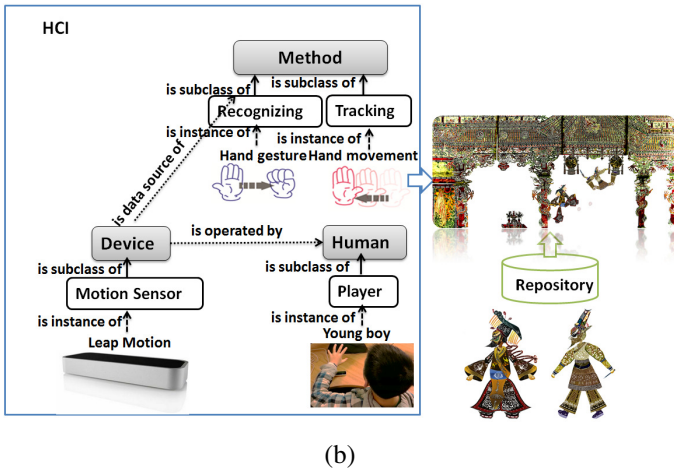 HCI
Method
is subclass of
is subclass of
Recognizing
Tracking
is instance of
is instance of
Hand gesture
Hand movement
is data source of
Device
is operated by
Human
is subclass of
is subclass of
Motion Sensor
Player
is instance of
is instance of
Leap Motion
Young boy
Repository
(b)